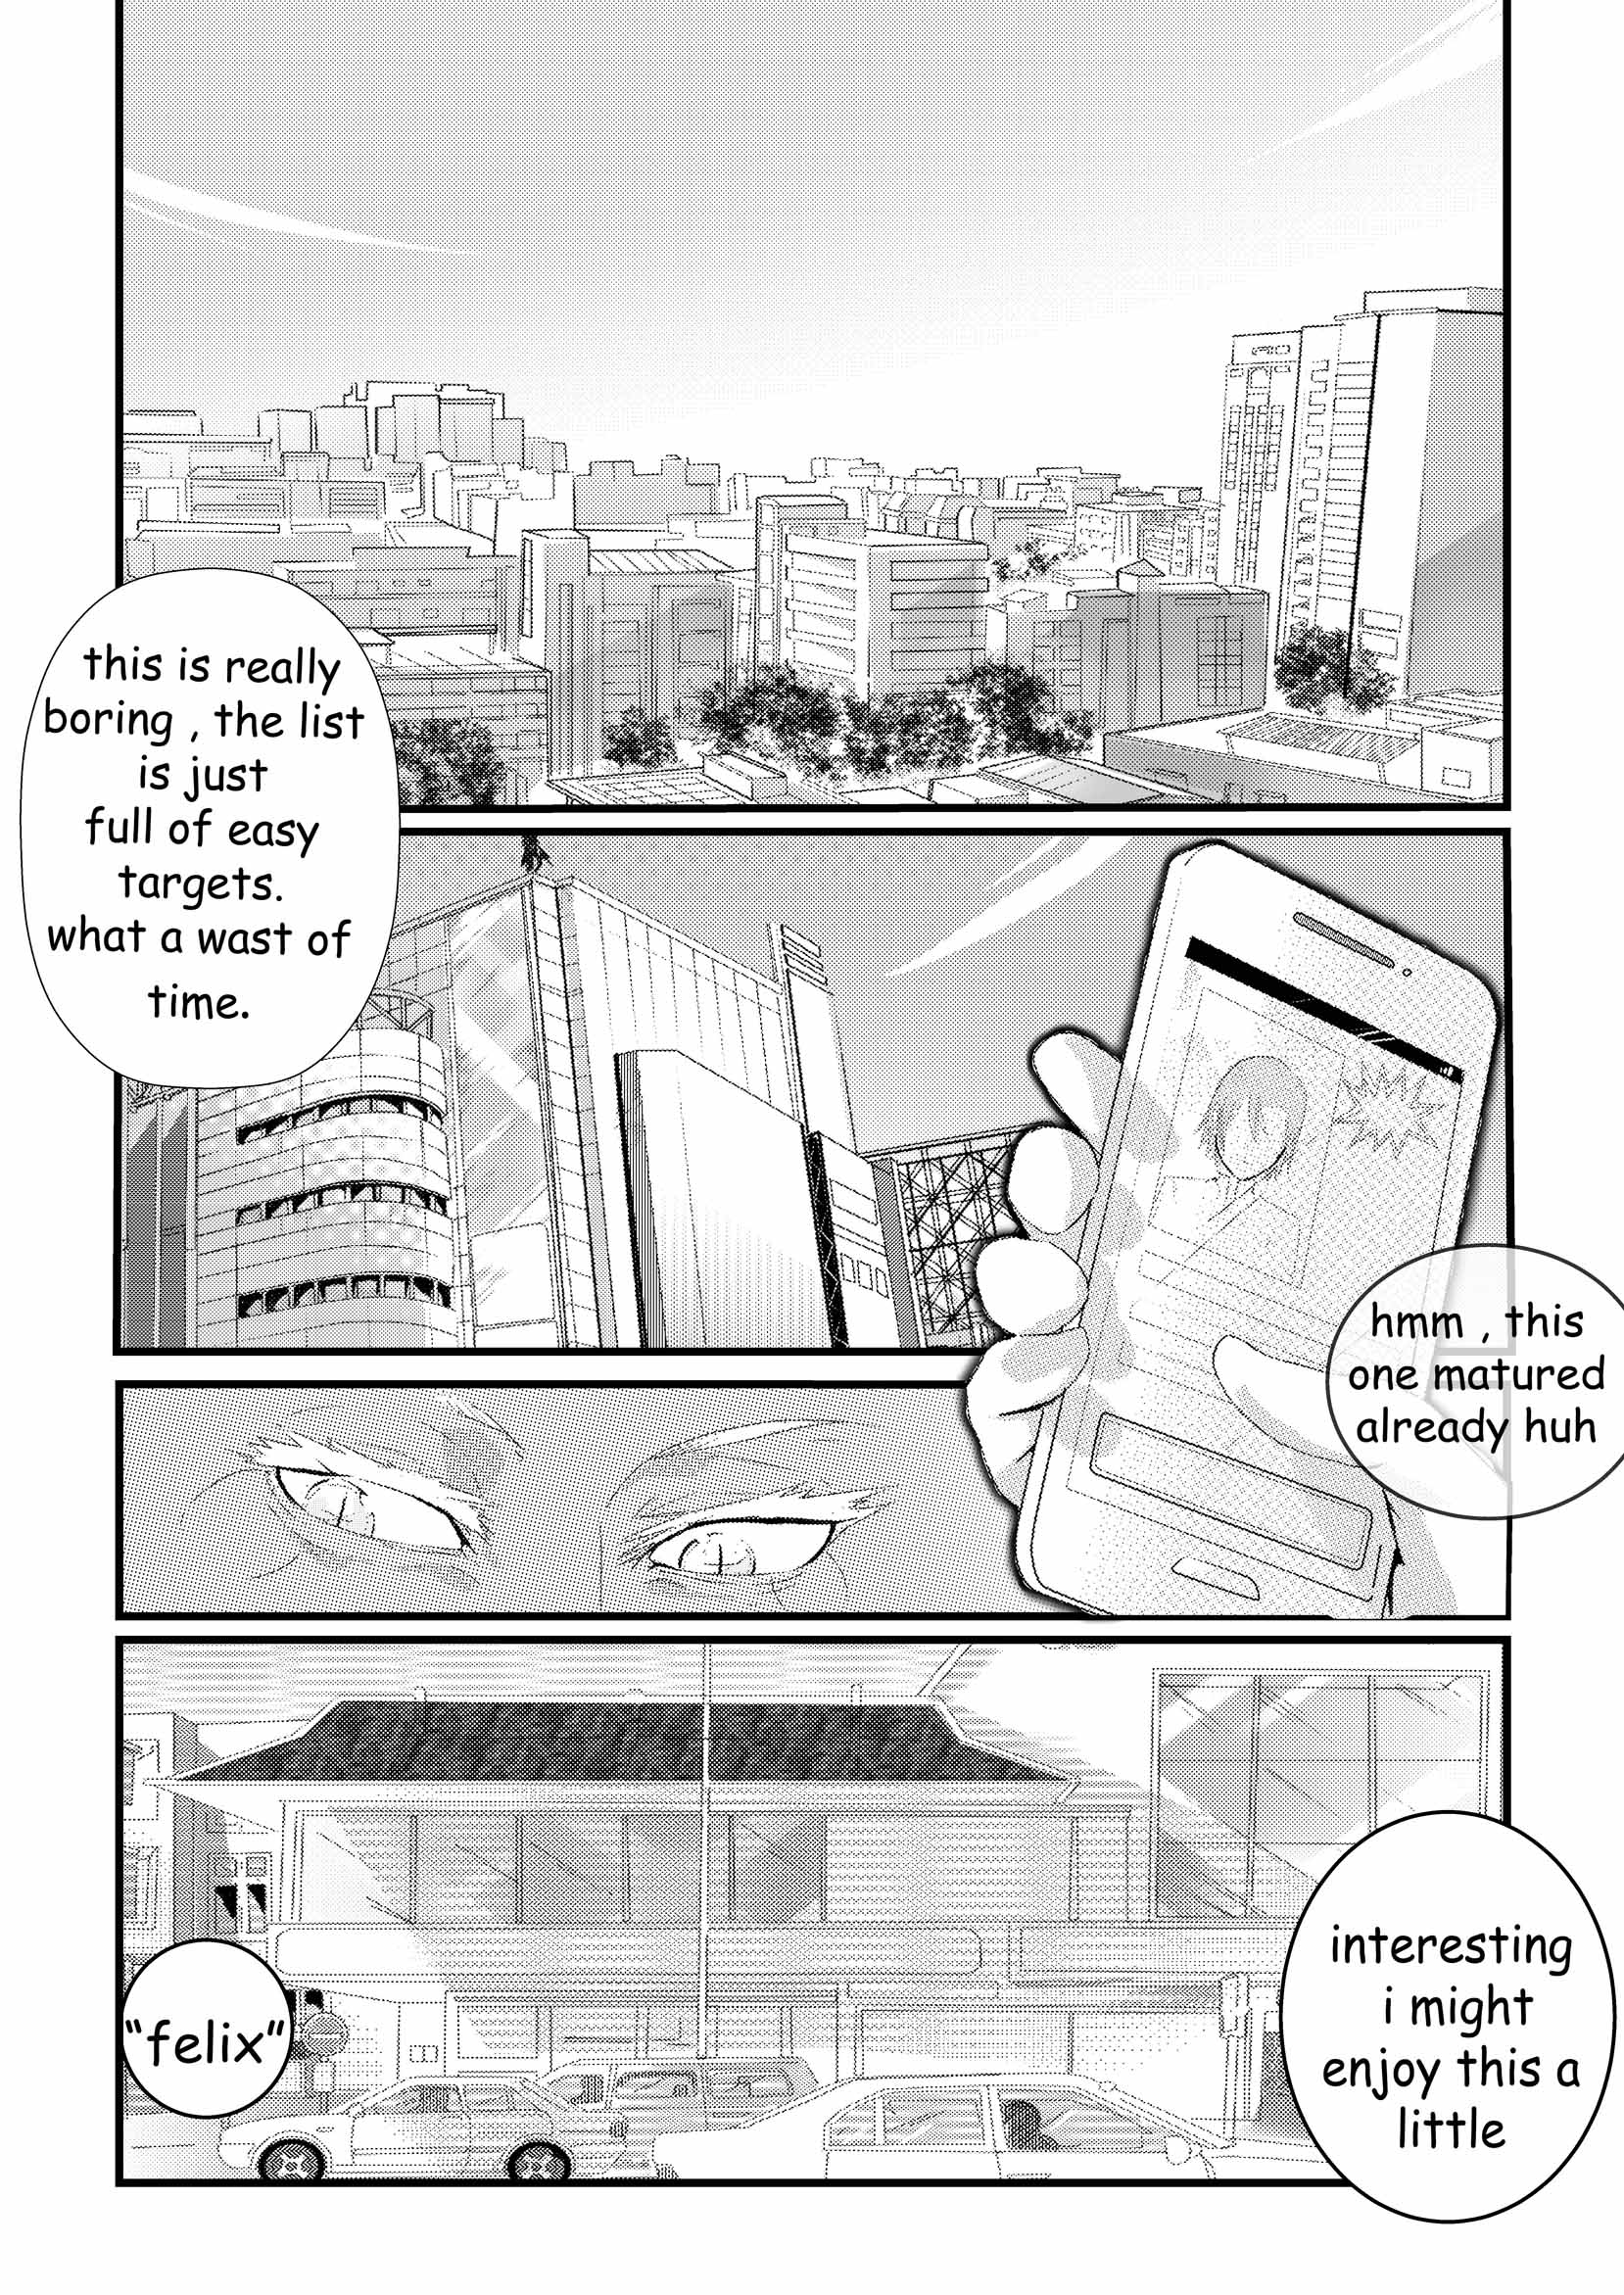 this is really
boring , the list
is just
full of easy
targets.
what a wast of
time.
hmm , this
one matured
already huh
"felix"
interesting
i might
enjoy this a
little